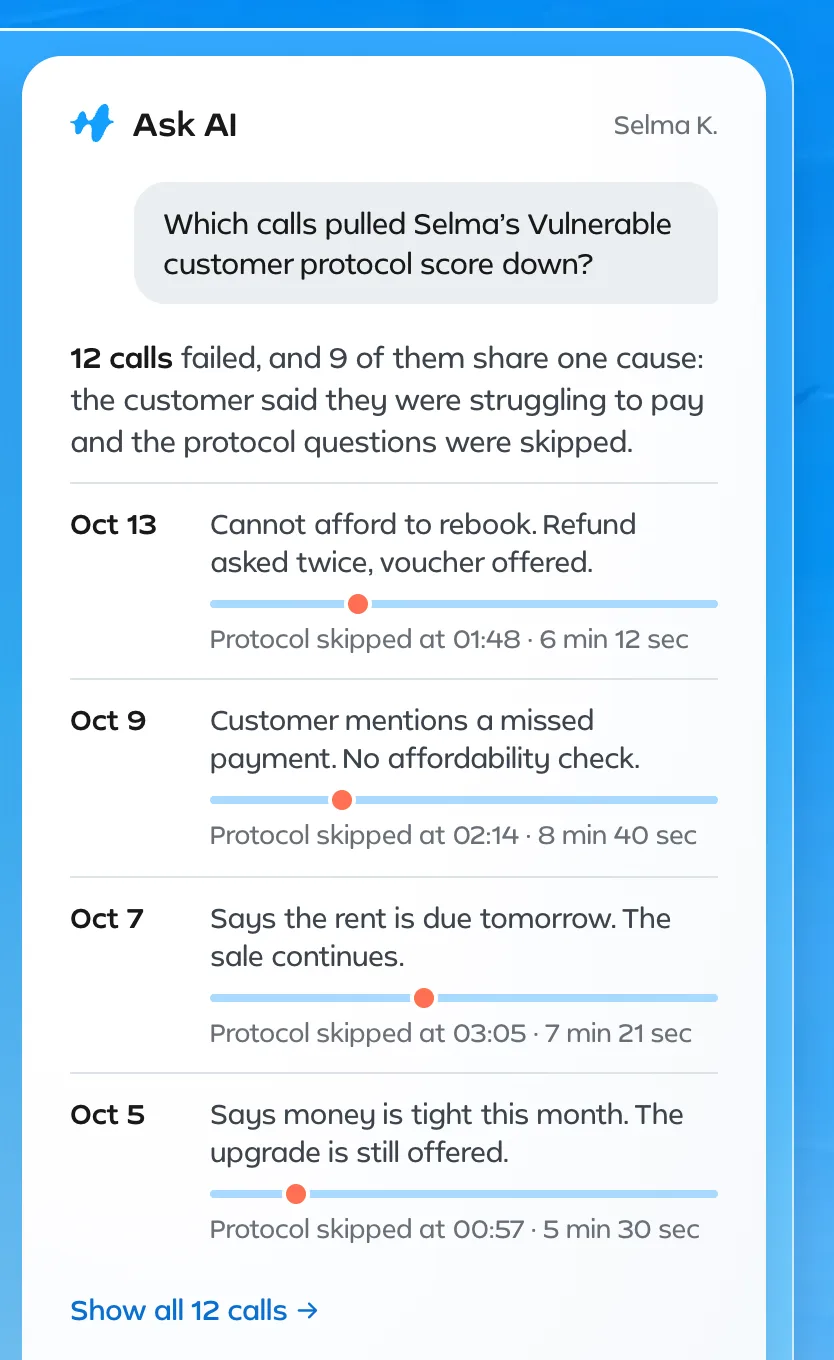 Ask AI
Selma K.
Which calls pulled Selma’s Vulnerable
customer protocol score down?
12 calls failed, and 9 of them share one cause:
the customer said they were struggling to pay
and the protocol questions were skipped.
Oct 13
Cannot afford to rebook. Refund
asked twice, voucher offered.
Protocol skipped at 01:48 · 6 min 12 sec
Oct 9
Customer mentions a missed
payment. No affordability check.
Protocol skipped at 02:14 · 8 min 40 sec
Oct 7
Says the rent is due tomorrow. The
sale continues.
Protocol skipped at 03:05 · 7 min 21 sec
Oct 5
Says money is tight this month. The
upgrade is still offered.
Protocol skipped at 00:57 · 5 min 30 sec
Show all 12 calls →